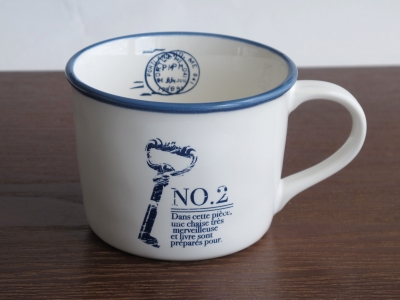 NO.2
Dans cette pièce,
une chaise très
merveilleuse
et livre sont
préparés pour.